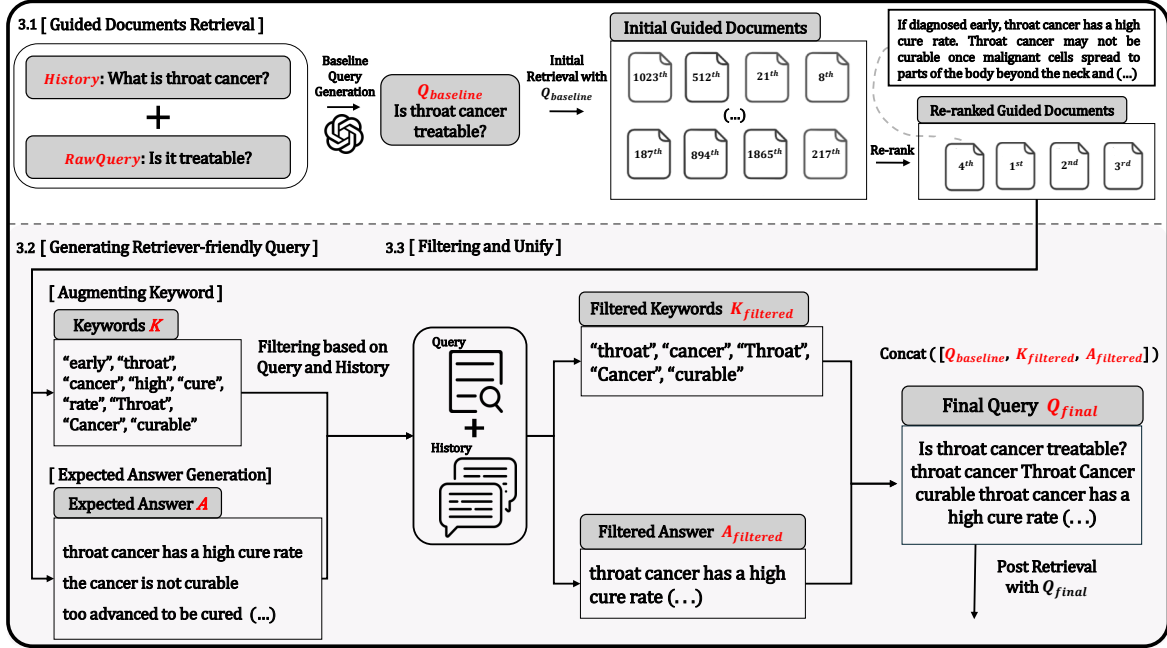 3.1 [ Guided Documents Retrieval ]
History: What is throat cancer?
+
RawQuery: Is it treatable?
Baseline
Query
Generation
Q_baseline
Is throat cancer
treatable?
Initial
Retrieval with
Q_baseline
Initial Guided Documents
1023th 512th 21th 8th
(...)
187th 894th 1865th 217th
Re-rank
If diagnosed early, throat cancer has a high
cure rate. Throat cancer may not be
curable once malignant cells spread to
parts of the body beyond the neck and (...)
Re-ranked Guided Documents
4th 1st 2nd 3rd
3.2 [ Generating Retriever-friendly Query ]
3.3 [ Filtering and Unify ]
[ Augmenting Keyword ]
Keywords K
“early”, “throat”,
“cancer”, “high”, “cure”,
“rate”, “Throat”,
“Cancer”, “curable”
[ Expected Answer Generation]
Expected Answer A
throat cancer has a high cure rate
the cancer is not curable
too advanced to be cured (...)
Filtering based on
Query and History
Query
+
History
Filtered Keywords K_filtered
“throat”, “cancer”, “Throat”,
“Cancer”, “curable”
Filtered Answer A_filtered
throat cancer has a high
cure rate (...)
Concat ( [Q_baseline, K_filtered, A_filtered] )
Final Query Q_final
Is throat cancer treatable?
throat cancer Throat Cancer
curable throat cancer has a
high cure rate (...)
Post Retrieval
with Q_final